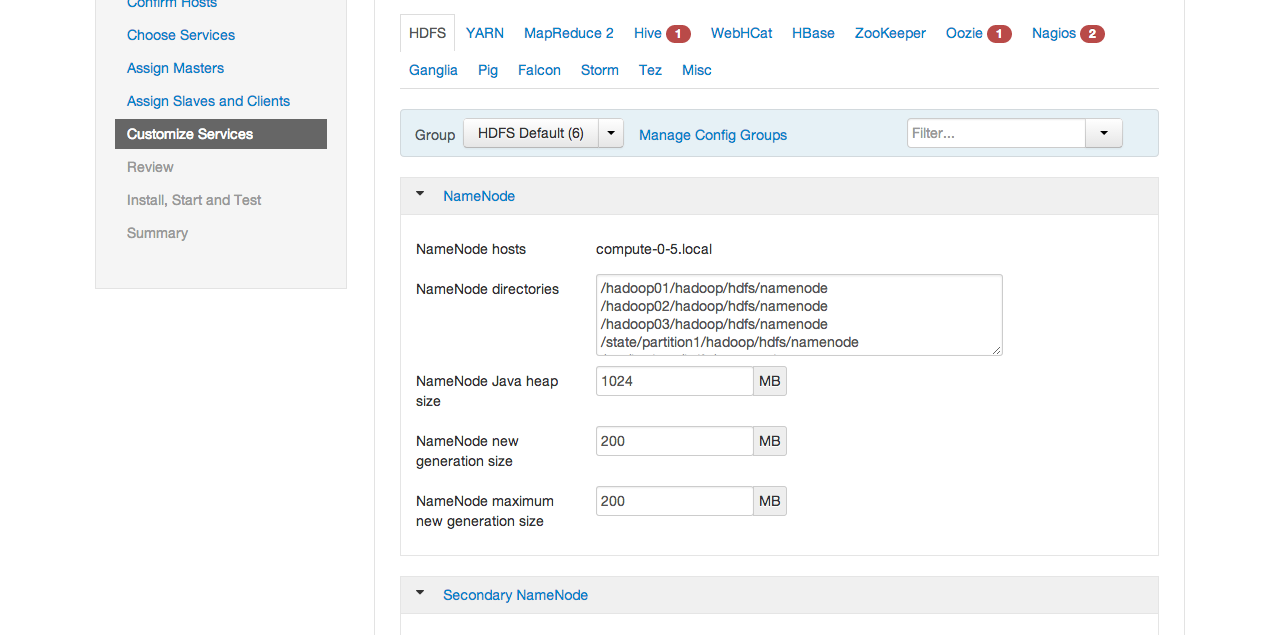 Confirm Hosts
Choose Services
Assign Masters
Assign Slaves and Clients
Customize Services
Review
Install, Start and Test
Summary
HDFS YARN MapReduce 2 Hive 1 WebHCat HBase ZooKeeper Oozie 1 Nagios 2
Ganglia Pig Falcon Storm Tez Misc
Group HDFS Default (6) Manage Config Groups Filter...
NameNode
NameNode hosts compute-0-5.local
NameNode directories
/hadoop01/hadoop/hdfs/namenode
/hadoop02/hadoop/hdfs/namenode
/hadoop03/hadoop/hdfs/namenode
/state/partition1/hadoop/hdfs/namenode
NameNode Java heap size 1024 MB
NameNode new generation size 200 MB
NameNode maximum new generation size 200 MB
Secondary NameNode